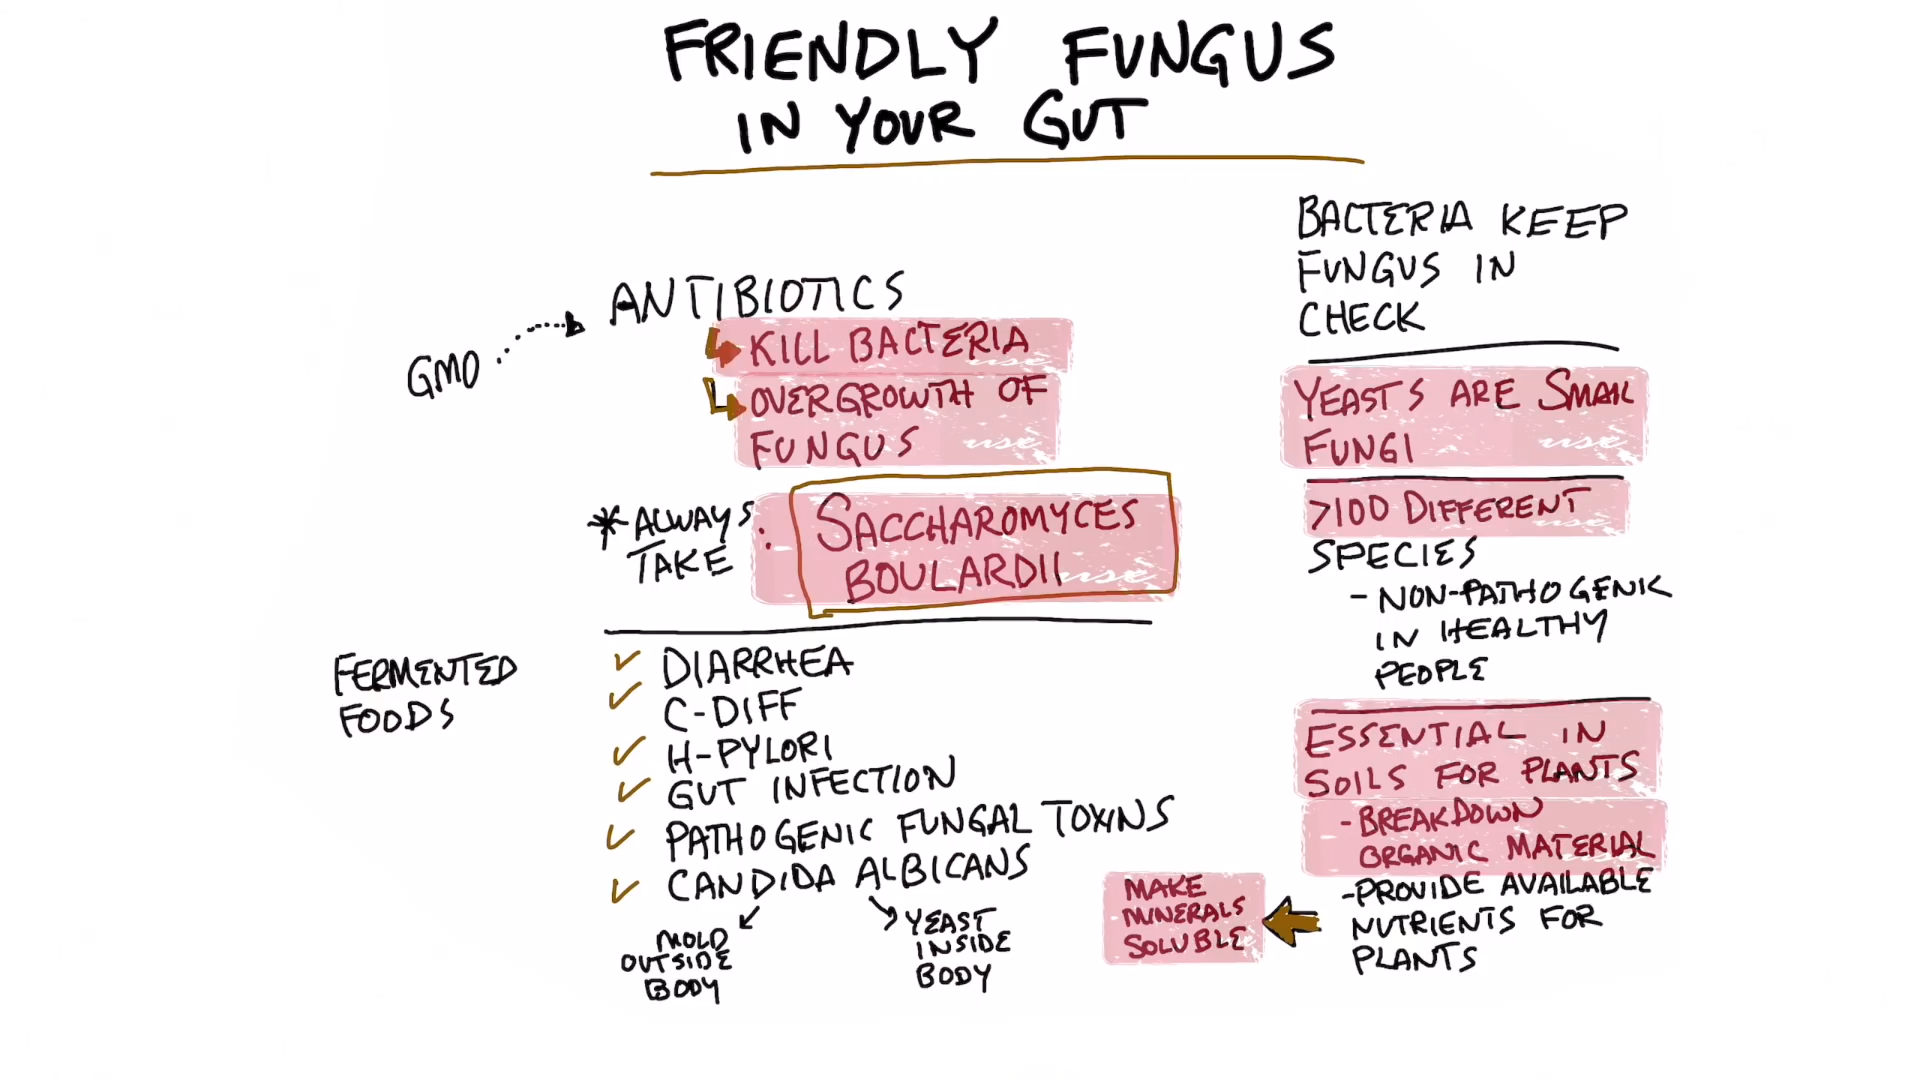 FRIENDLY FUNGUS
IN YOUR GUT
GMO
ANTIBIOTICS
KILL BACTERIA
OVERGROWTH OF
FUNGUS
* ALWAYS
TAKE :
SACCHAROMYCES
BOULARDII
FERMENTED
FOODS
✓ DIARRHEA
✓ C-DIFF
✓ H-PYLORI
✓ GUT INFECTION
✓ PATHOGENIC FUNGAL TOXINS
✓ CANDIDA ALBICANS
MOLD
OUTSIDE
BODY
YEAST
INSIDE
BODY
BACTERIA KEEP
FUNGUS IN
CHECK
YEASTS ARE SMALL
FUNGI
>100 DIFFERENT
SPECIES
- NON-PATHOGENIC
IN HEALTHY
PEOPLE
ESSENTIAL IN
SOILS FOR PLANTS
- BREAKDOWN
ORGANIC MATERIAL
- PROVIDE AVAILABLE
NUTRIENTS FOR
PLANTS
MAKE
MINERALS
SOLUBLE